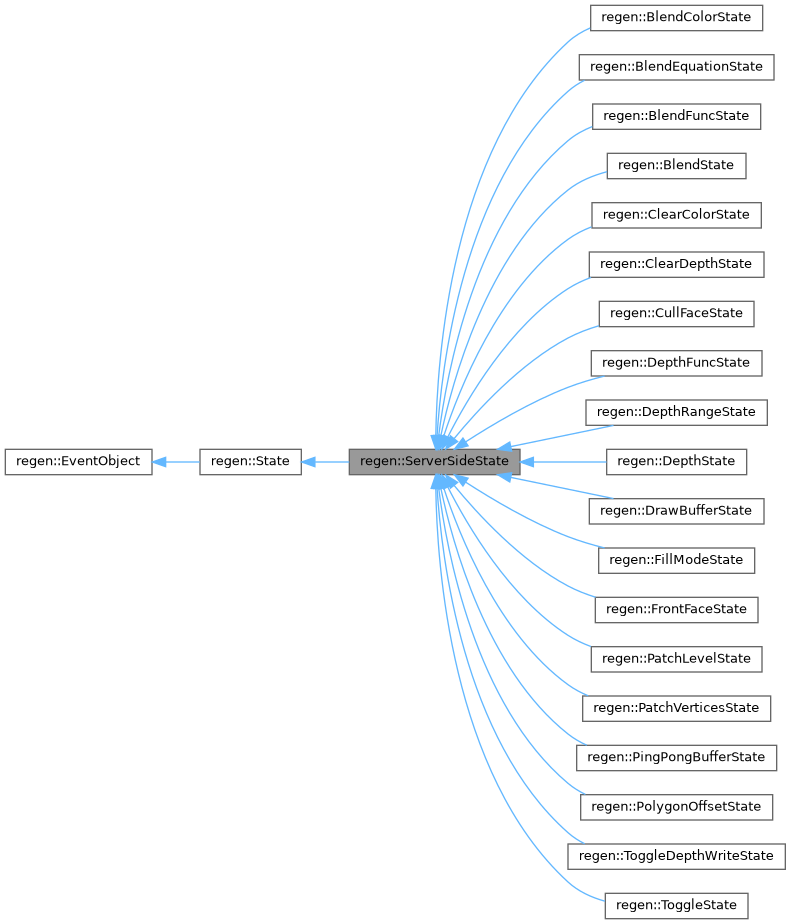 regen::BlendColorState
regen::BlendEquationState
regen::BlendFuncState
regen::BlendState
regen::ClearColorState
regen::ClearDepthState
regen::CullFaceState
regen::DepthFuncState
regen::DepthRangeState
regen::EventObject
regen::State
regen::ServerSideState
regen::DepthState
regen::DrawBufferState
regen::FillModeState
regen::FrontFaceState
regen::PatchLevelState
regen::PatchVerticesState
regen::PingPongBufferState
regen::PolygonOffsetState
regen::ToggleDepthWriteState
regen::ToggleState